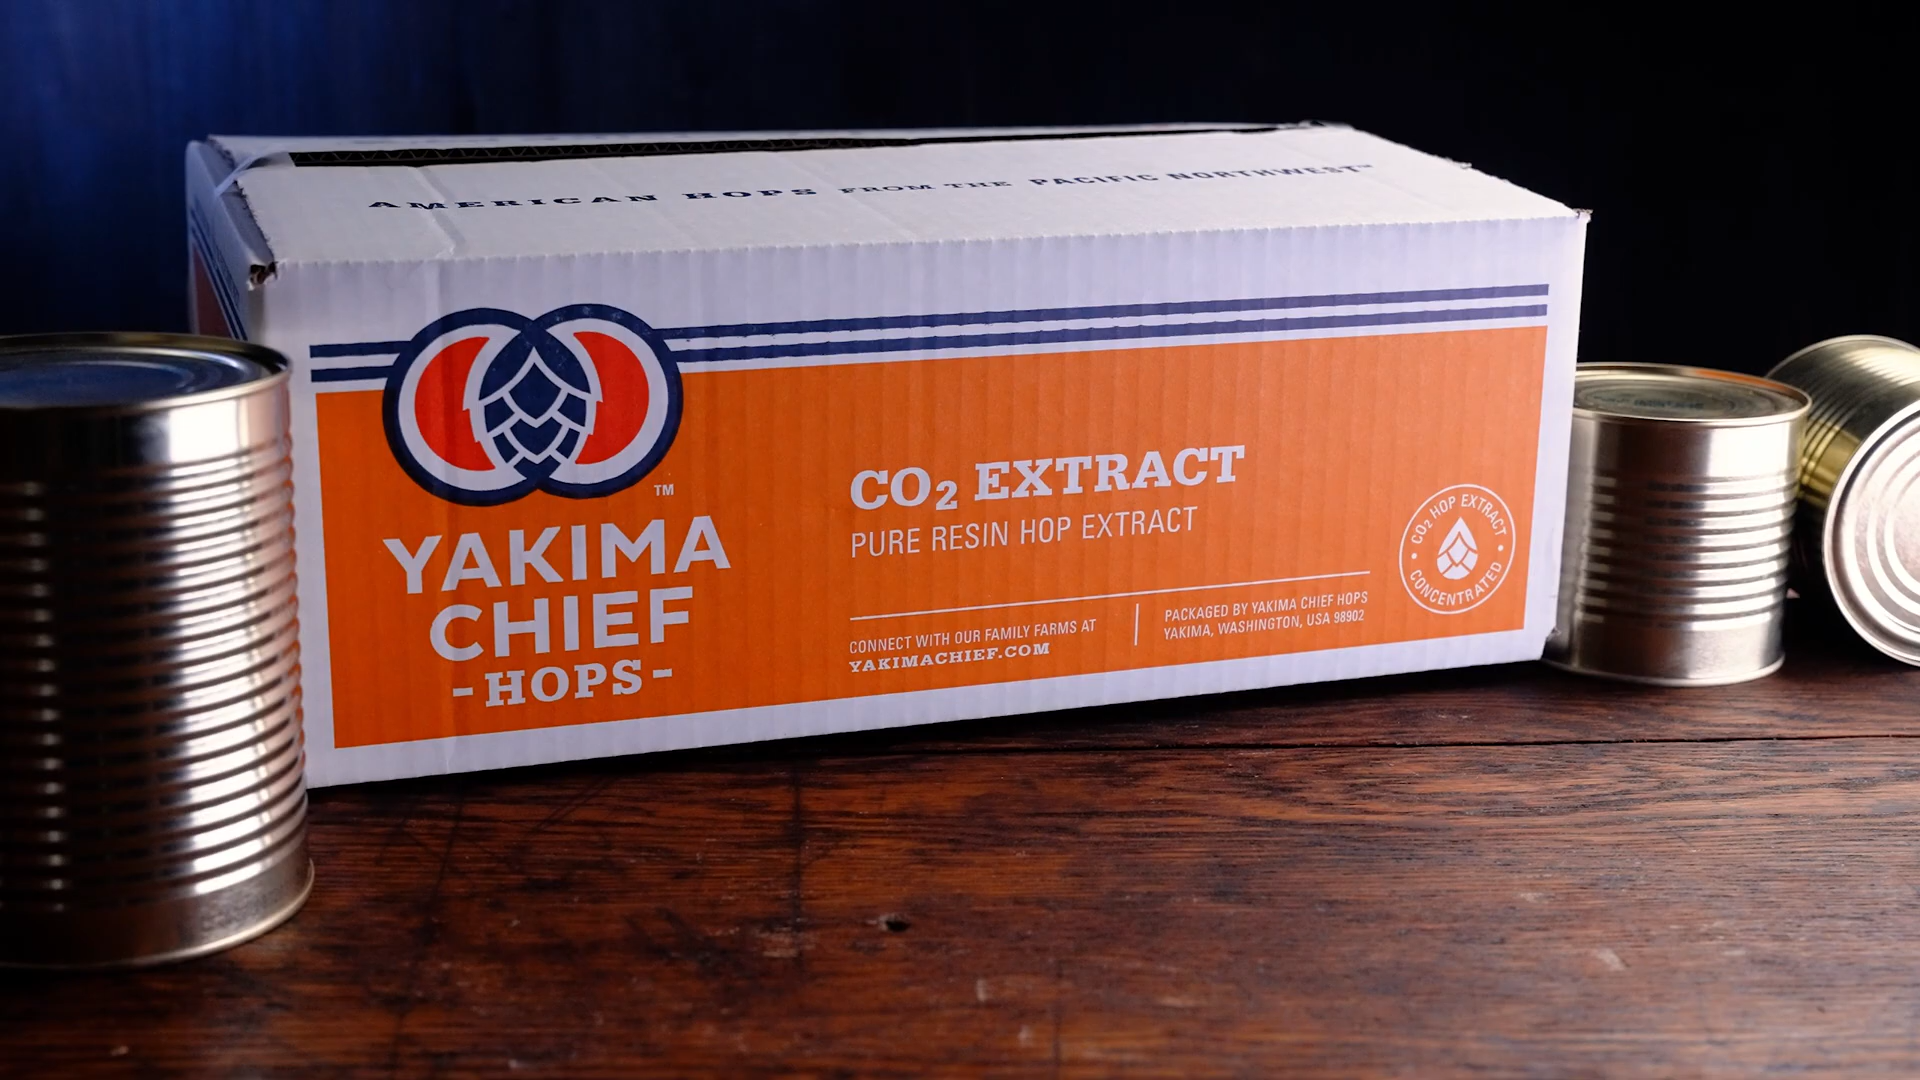 AMERICAN HOPS FROM THE PACIFIC NORTHWEST™
™
YAKIMA
CHIEF
-HOPS-
CO₂ EXTRACT
PURE RESIN HOP EXTRACT
CONNECT WITH OUR FAMILY FARMS AT
YAKIMACHIEF.COM
PACKAGED BY YAKIMA CHIEF HOPS
YAKIMA, WASHINGTON, USA 98902
• CO₂ HOP EXTRACT •
CONCENTRATED